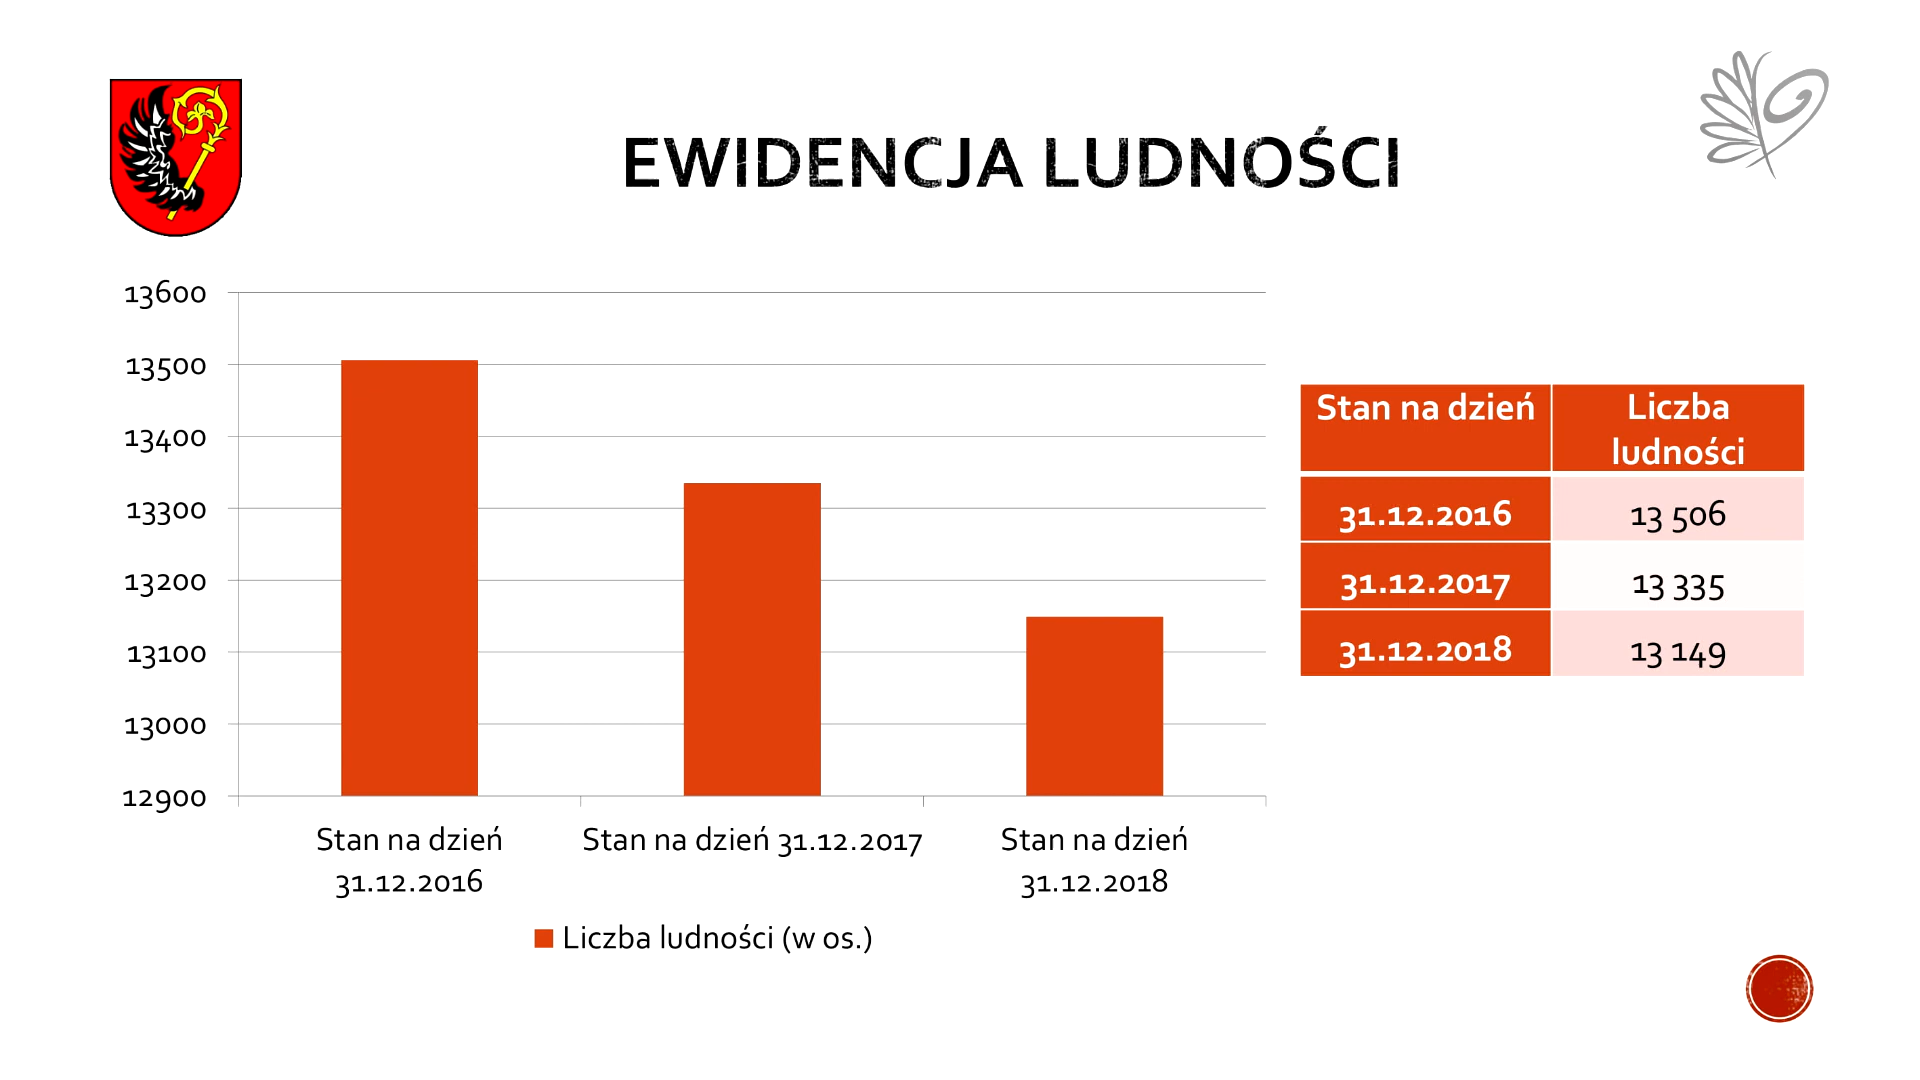 EWIDENCJA LUDNOŚCI
13600
13500
13400
13300
13200
13100
13000
12900
Stan na dzień
31.12.2016
Stan na dzień 31.12.2017
Stan na dzień
31.12.2018
Liczba ludności (w os.)
Stan na dzień
Liczba
ludności
31.12.2016 13 506
31.12.2017 13 335
31.12.2018 13 149